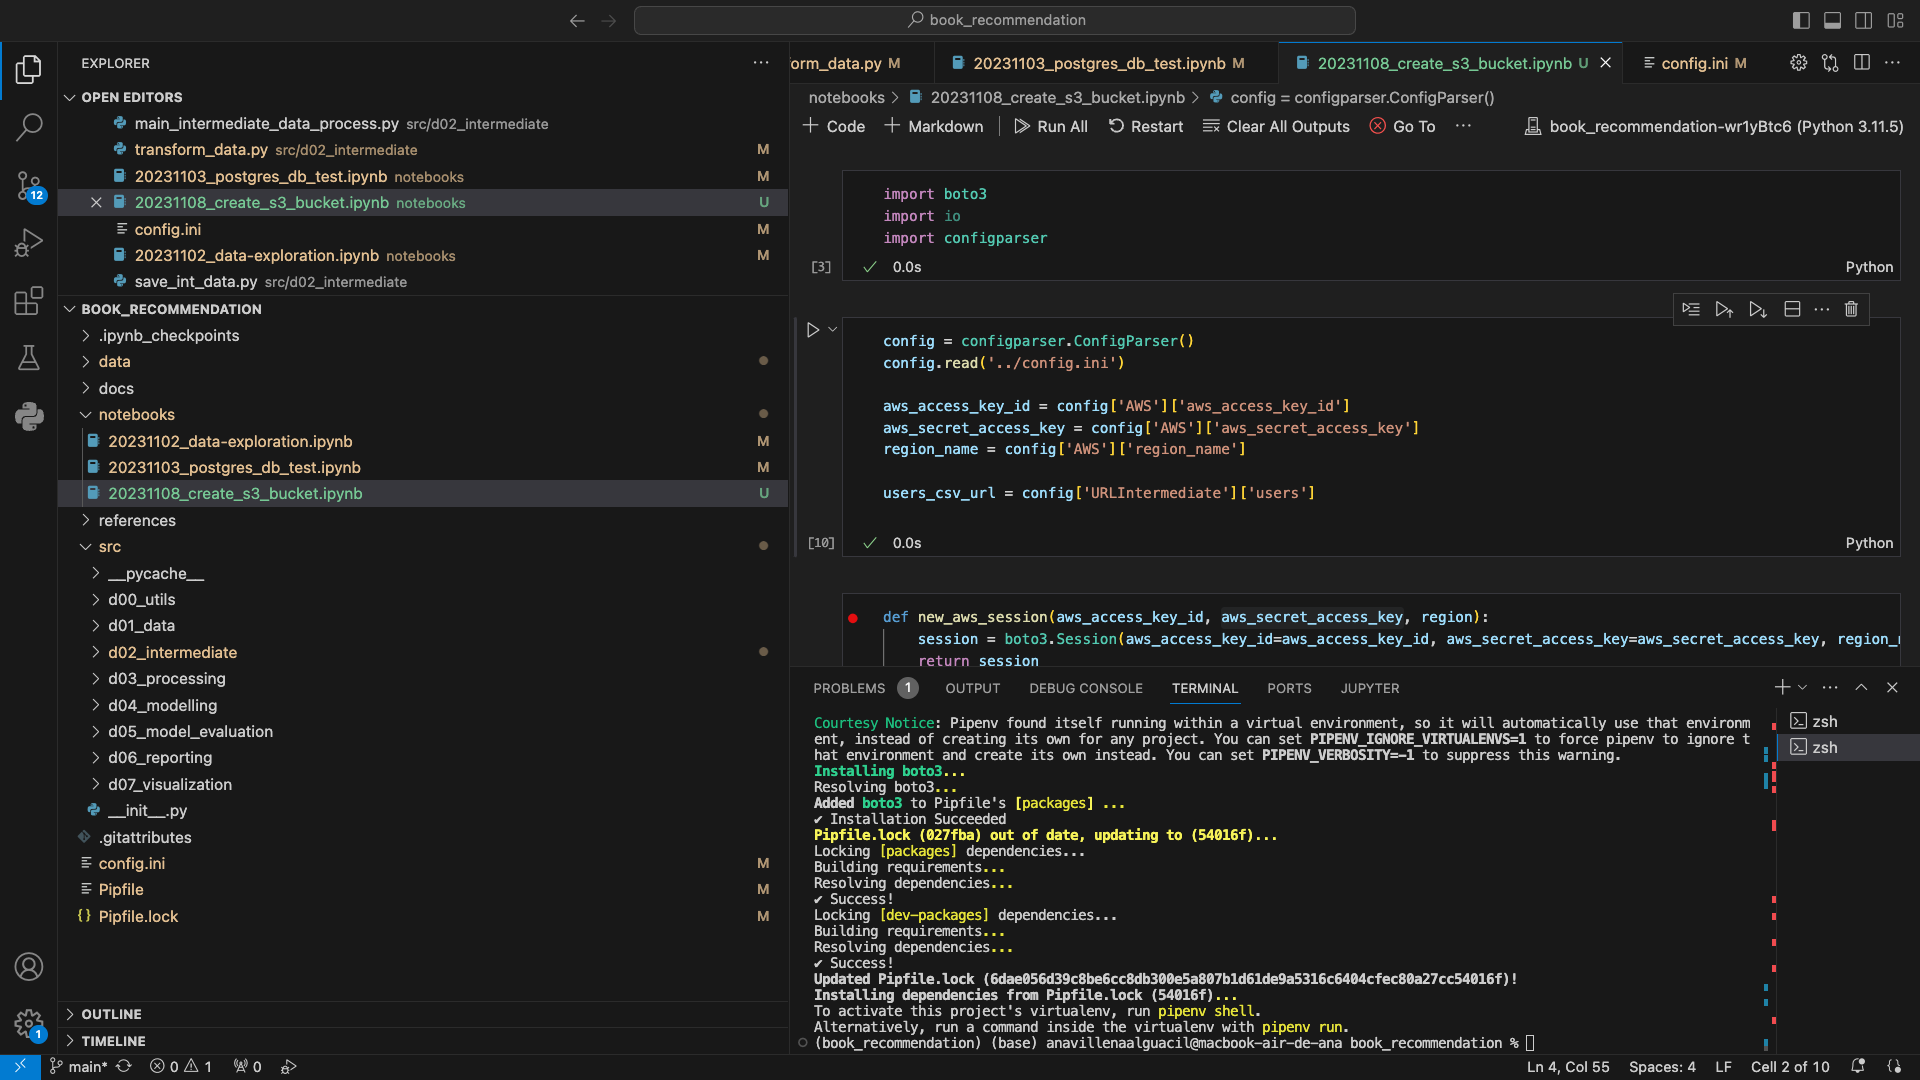 book_recommendation
EXPLORER
OPEN EDITORS
main_intermediate_data_process.py src/d02_intermediate
transform_data.py src/d02_intermediate M
20231103_postgres_db_test.ipynb notebooks M
20231108_create_s3_bucket.ipynb notebooks U
config.ini M
20231102_data-exploration.ipynb notebooks M
save_int_data.py src/d02_intermediate
BOOK_RECOMMENDATION
.ipynb_checkpoints
data
docs
notebooks
20231102_data-exploration.ipynb M
20231103_postgres_db_test.ipynb M
20231108_create_s3_bucket.ipynb U
references
src
__pycache__
d00_utils
d01_data
d02_intermediate
d03_processing
d04_modelling
d05_model_evaluation
d06_reporting
d07_visualization
__init__.py
.gitattributes
config.ini M
Pipfile M
Pipfile.lock M
OUTLINE
TIMELINE
12
1
orm_data.py M
20231103_postgres_db_test.ipynb M
20231108_create_s3_bucket.ipynb U
config.ini M
notebooks > 20231108_create_s3_bucket.ipynb > config = configparser.ConfigParser()
+ Code + Markdown | Run All Restart Clear All Outputs Go To ··· book_recommendation-wr1yBtc6 (Python 3.11.5)
import boto3
import io
import configparser
[3] ✓ 0.0s Python
config = configparser.ConfigParser()
config.read('../config.ini')
aws_access_key_id = config['AWS']['aws_access_key_id']
aws_secret_access_key = config['AWS']['aws_secret_access_key']
region_name = config['AWS']['region_name']
users_csv_url = config['URLIntermediate']['users']
[10] ✓ 0.0s Python
def new_aws_session(aws_access_key_id, aws_secret_access_key, region):
session = boto3.Session(aws_access_key_id=aws_access_key_id, aws_secret_access_key=aws_secret_access_key, region_
return session
PROBLEMS 1 OUTPUT DEBUG CONSOLE TERMINAL PORTS JUPYTER
Courtesy Notice: Pipenv found itself running within a virtual environment, so it will automatically use that environm
ent, instead of creating its own for any project. You can set PIPENV_IGNORE_VIRTUALENVS=1 to force pipenv to ignore t
hat environment and create its own instead. You can set PIPENV_VERBOSITY=-1 to suppress this warning.
Installing boto3...
Resolving boto3...
Added boto3 to Pipfile's [packages] ...
✔ Installation Succeeded
Pipfile.lock (027fba) out of date, updating to (54016f)...
Locking [packages] dependencies...
Building requirements...
Resolving dependencies...
✔ Success!
Locking [dev-packages] dependencies...
Building requirements...
Resolving dependencies...
✔ Success!
Updated Pipfile.lock (6dae056d39c8be6cc8db300e5a807b1d61de9a5316c6404cfec80a27cc54016f)!
Installing dependencies from Pipfile.lock (54016f)...
To activate this project's virtualenv, run pipenv shell.
Alternatively, run a command inside the virtualenv with pipenv run.
(book_recommendation) (base) anavillenaalguacil@macbook-air-de-ana book_recommendation %
zsh
zsh
main* 0 1 0
Ln 4, Col 55 Spaces: 4 LF Cell 2 of 10